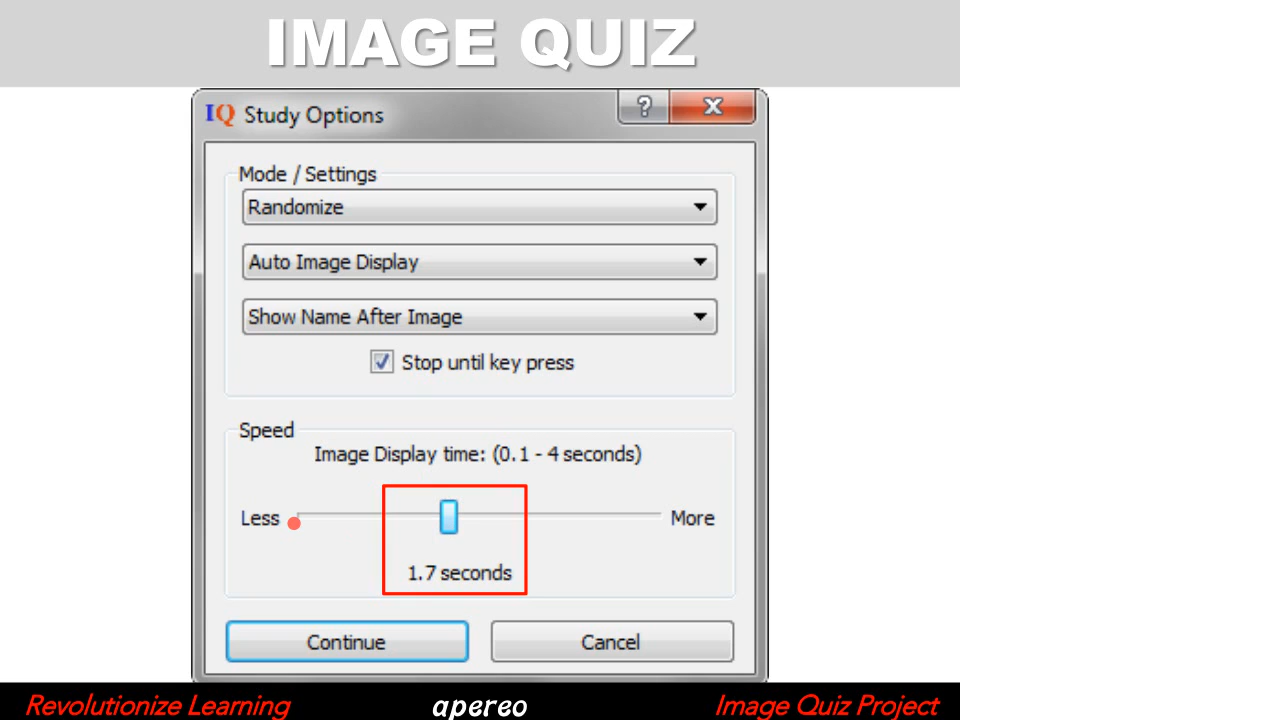 IMAGE QUIZ
IQ Study Options
?
X
Mode / Settings
Randomize
Auto Image Display
Show Name After Image
Stop until key press
Speed
Image Display time: (0.1 - 4 seconds)
Less
More
1.7 seconds
Continue
Cancel
Revolutionize Learning
apereo
Image Quiz Project